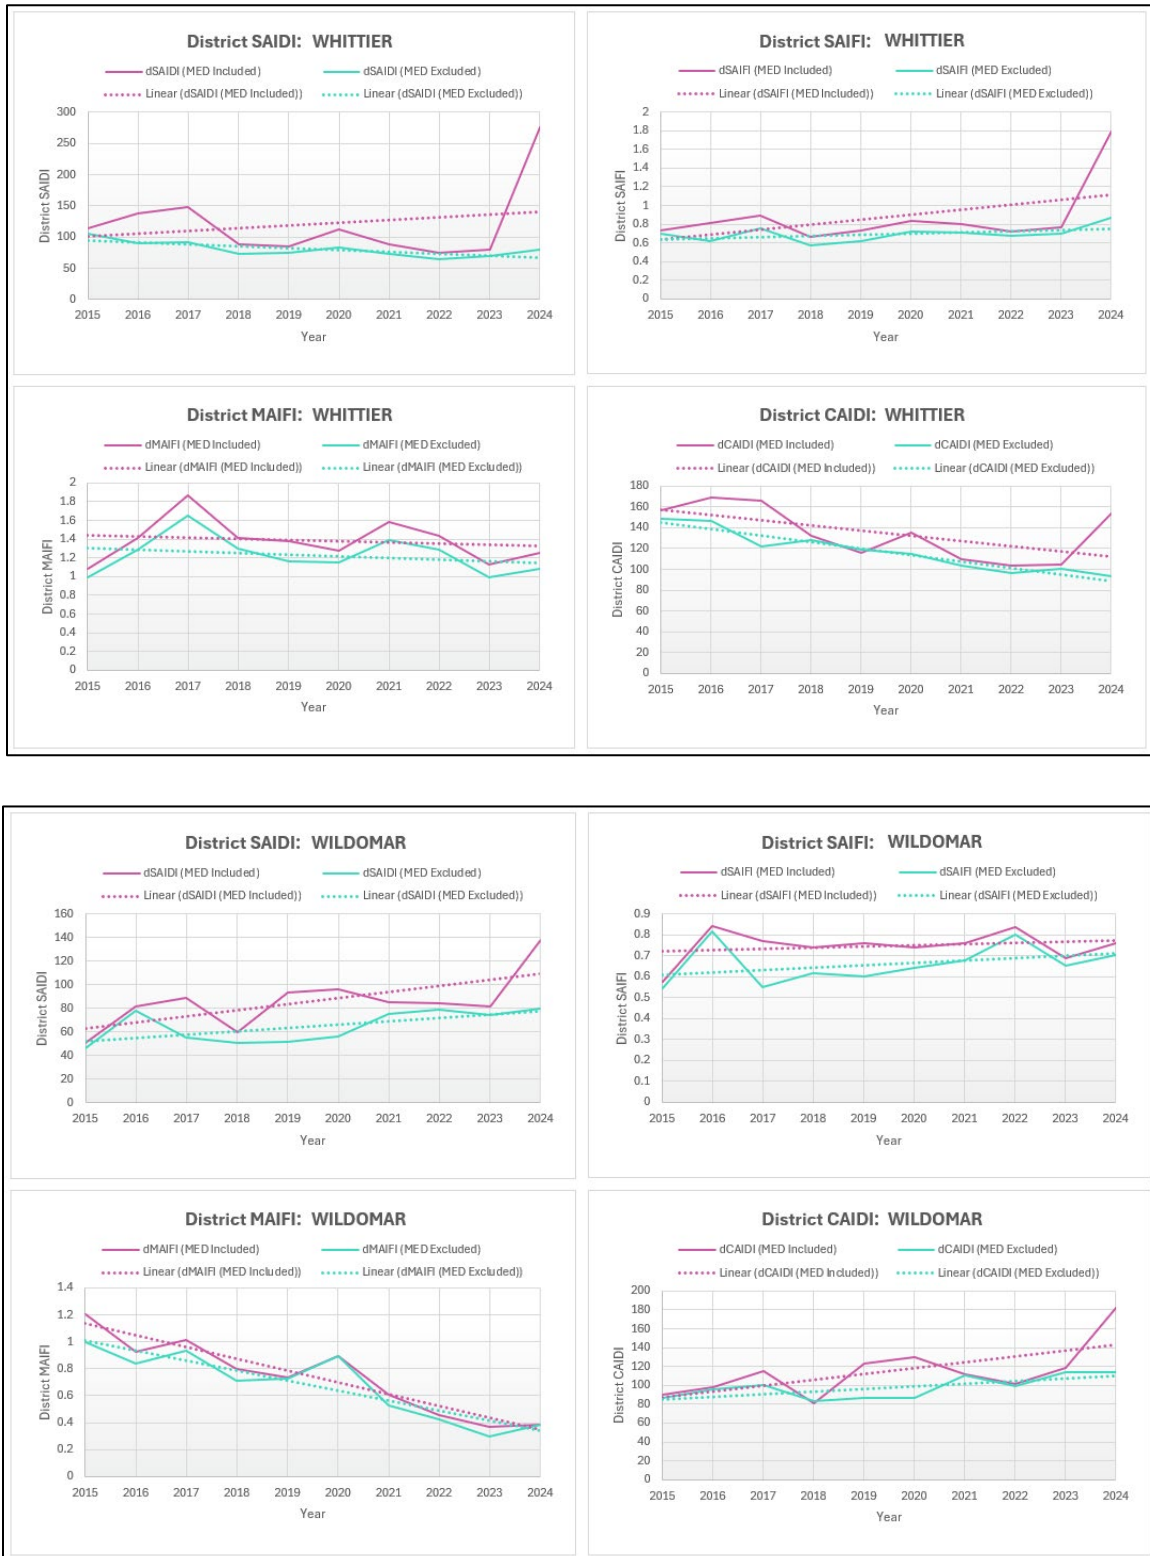 District SAIDI: WHITTIER
dSAIDI (MED Included)
dSAIDI (MED Excluded)
Linear (dSAIDI (MED Included))
Linear (dSAIDI (MED Excluded))
300
250
200
150
100
50
0
District SAIDI
2015 2016 2017 2018 2019 2020 2021 2022 2023 2024
Year
District SAIFI: WHITTIER
dSAIFI (MED Included)
dSAIFI (MED Excluded)
Linear (dSAIFI (MED Included))
Linear (dSAIFI (MED Excluded))
2
1.8
1.6
1.4
1.2
1
0.8
0.6
0.4
0.2
0
District SAIFI
2015 2016 2017 2018 2019 2020 2021 2022 2023 2024
Year
District MAIFI: WHITTIER
dMAIFI (MED Included)
dMAIFI (MED Excluded)
Linear (dMAIFI (MED Included))
Linear (dMAIFI (MED Excluded))
2
1.8
1.6
1.4
1.2
1
0.8
0.6
0.4
0.2
0
District MAIFI
2015 2016 2017 2018 2019 2020 2021 2022 2023 2024
Year
District CAIDI: WHITTIER
dCAIDI (MED Included)
dCAIDI (MED Excluded)
Linear (dCAIDI (MED Included))
Linear (dCAIDI (MED Excluded))
180
160
140
120
100
80
60
40
20
0
District CAIDI
2015 2016 2017 2018 2019 2020 2021 2022 2023 2024
Year
District SAIDI: WILDOMAR
dSAIDI (MED Included)
dSAIDI (MED Excluded)
Linear (dSAIDI (MED Included))
Linear (dSAIDI (MED Excluded))
160
140
120
100
80
60
40
20
0
District SAIDI
2015 2016 2017 2018 2019 2020 2021 2022 2023 2024
Year
District SAIFI: WILDOMAR
dSAIFI (MED Included)
dSAIFI (MED Excluded)
Linear (dSAIFI (MED Included))
Linear (dSAIFI (MED Excluded))
0.9
0.8
0.7
0.6
0.5
0.4
0.3
0.2
0.1
0
District SAIFI
2015 2016 2017 2018 2019 2020 2021 2022 2023 2024
Year
District MAIFI: WILDOMAR
dMAIFI (MED Included)
dMAIFI (MED Excluded)
Linear (dMAIFI (MED Included))
Linear (dMAIFI (MED Excluded))
1.4
1.2
1
0.8
0.6
0.4
0.2
0
District MAIFI
2015 2016 2017 2018 2019 2020 2021 2022 2023 2024
Year
District CAIDI: WILDOMAR
dCAIDI (MED Included)
dCAIDI (MED Excluded)
Linear (dCAIDI (MED Included))
Linear (dCAIDI (MED Excluded))
200
180
160
140
120
100
80
60
40
20
0
District CAIDI
2015 2016 2017 2018 2019 2020 2021 2022 2023 2024
Year